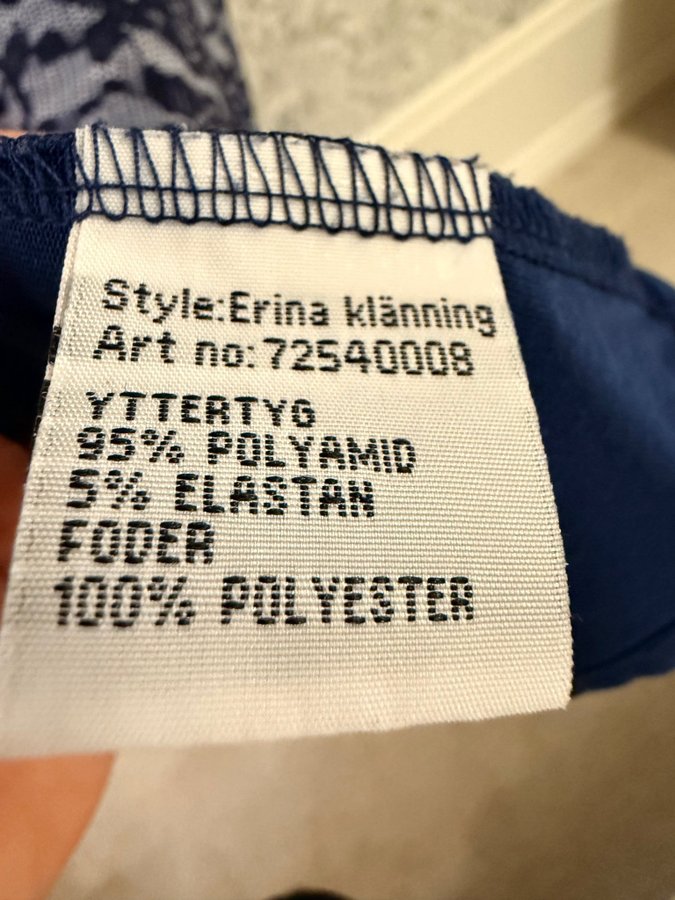 Style:Erina klänning
Art no:72540008
YTTERTYG
95% POLYAMID
5% ELASTAN
FODER
100% POLYESTER